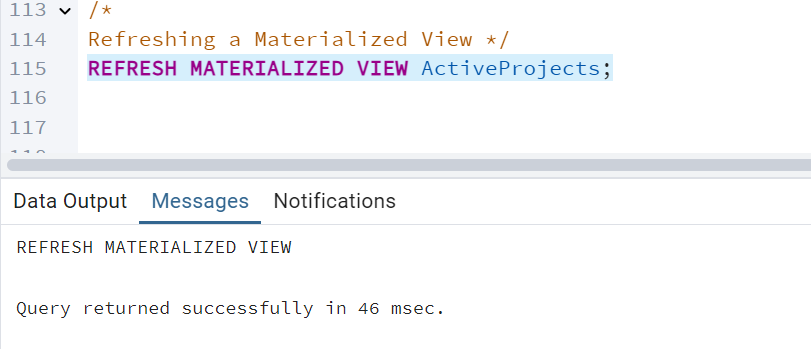 113 /*
114 Refreshing a Materialized View */
115 REFRESH MATERIALIZED VIEW ActiveProjects;
116
117
Data Output Messages Notifications
REFRESH MATERIALIZED VIEW
Query returned successfully in 46 msec.